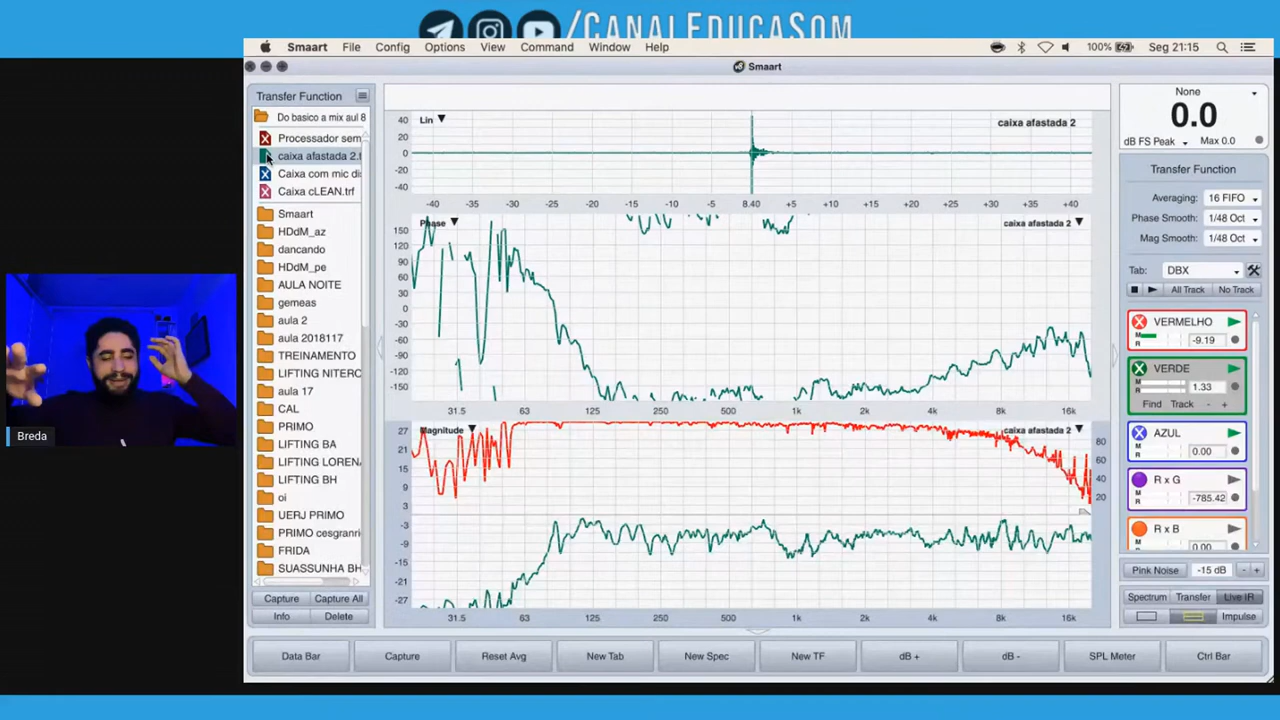 /CanalEducaSom
Smaart File Config Options View Command Window Help 100% Seg 21:15
Smaart
Transfer Function
Do basico a mix aul 8
Processador sem
caixa afastada 2.t
Caixa com mic dis
Caixa cLEAN.trf
Smaart
HDdM_az
dancando
HDdM_pe
AULA NOITE
gemeas
aula 2
aula 2018117
TREINAMENTO
LIFTING NITERO
aula 17
CAL
PRIMO
LIFTING BA
LIFTING LOREN
LIFTING BH
oi
UERJ PRIMO
PRIMO cesgranri
FRIDA
SUASSUNHA BH
Capture Capture All
Info Delete
Lin caixa afastada 2
40
20
0
-20
-40
-40 -35 -30 -25 -20 -15 -10 -5 8.40 +5 +10 +15 +20 +25 +30 +35 +40
Phase caixa afastada 2
150
120
90
60
30
0
-30
-60
-90
-120
-150
31.5 63 125 250 500 1k 2k 4k 8k 16k
Magnitude caixa afastada 2
27
21
15
9
3
-3
-9
-15
-21
-27
80
60
40
20
31.5 63 125 250 500 1k 2k 4k 8k 16k
None
0.0
dB FS Peak Max 0.0
Transfer Function
Averaging: 16 FIFO
Phase Smooth: 1/48 Oct
Mag Smooth: 1/48 Oct
Tab: DBX
All Track No Track
VERMELHO
M
R
-9.19
VERDE
M
R
1.33
Find Track - +
AZUL
M
R
0.00
R x G
M
R
-785.42
R x B
M
R
0.00
Pink Noise -15 dB - +
Spectrum Transfer Live IR
Impulse
Data Bar Capture Reset Avg New Tab New Spec New TF dB + dB - SPL Meter Ctrl Bar
Breda